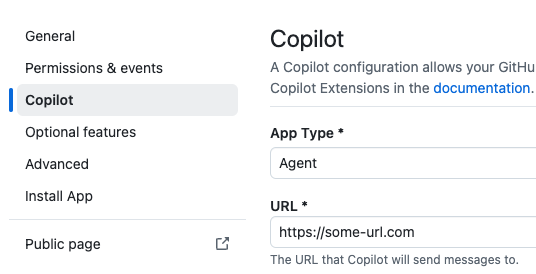 General
Permissions & events
Copilot
Optional features
Advanced
Install App
Public page
Copilot
A Copilot configuration allows your GitHu
Copilot Extensions in the documentation.
App Type *
Agent
URL *
https://some-url.com
The URL that Copilot will send messages to.